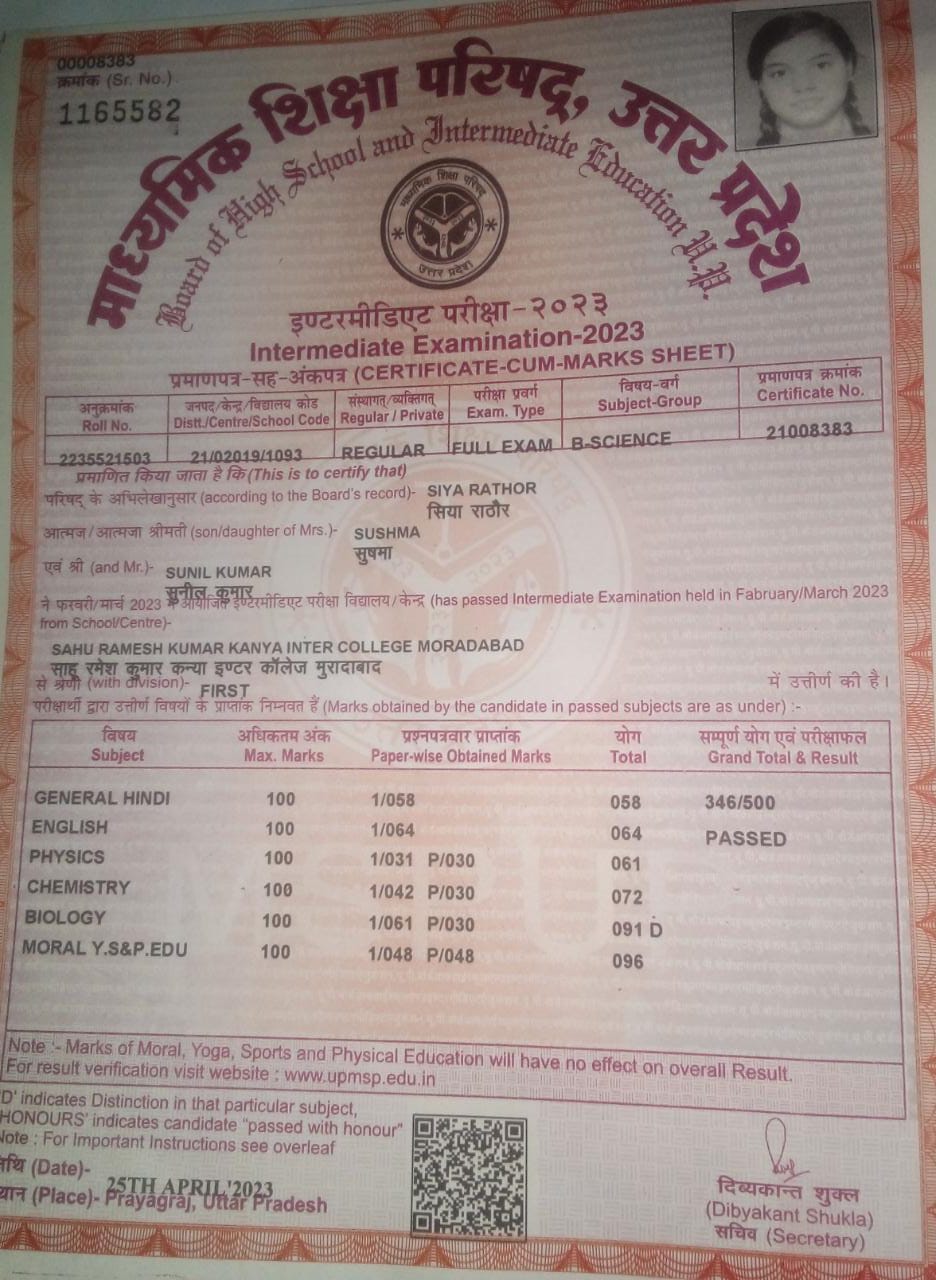 00008383
क्रमांक (Sr. No.)
1165582
माध्यमिक शिक्षा परिषद्, उत्तर प्रदेश
Board of High School and Intermediate Education U.P.
माध्यमिक शिक्षा परिषद्
उत्तर प्रदेश
इण्टरमीडिएट परीक्षा-२०२३
Intermediate Examination-2023
प्रमाणपत्र-सह-अंकपत्र (CERTIFICATE-CUM-MARKS SHEET)
अनुक्रमांक जनपद/केन्द्र/विद्यालय कोड संस्थागत्/व्यक्तिगत् परीक्षा प्रवर्ग विषय-वर्ग प्रमाणपत्र क्रमांक
Roll No. Distt./Centre/School Code Regular / Private Exam. Type Subject-Group Certificate No.
2235521503 21/02019/1093 REGULAR FULL EXAM B-SCIENCE 21008383
प्रमाणित किया जाता है कि (This is to certify that)
परिषद् के अभिलेखानुसार (according to the Board's record)- SIYA RATHOR
सिया राठौर
आत्मज/आत्मजा श्रीमती (son/daughter of Mrs.)- SUSHMA
सुषमा
एवं श्री (and Mr.)- SUNIL KUMAR
सुनील कुमार
ने फरवरी/मार्च 2023 में आयोजित इण्टरमीडिएट परीक्षा विद्यालय/केन्द्र (has passed Intermediate Examination held in Fabruary/March 2023
from School/Centre)-
SAHU RAMESH KUMAR KANYA INTER COLLEGE MORADABAD
साहू रमेश कुमार कन्या इण्टर कॉलेज मुरादाबाद
से श्रेणी (with division)- FIRST में उत्तीर्ण की है।
परीक्षार्थी द्वारा उत्तीर्ण विषयों के प्राप्तांक निम्नवत हैं (Marks obtained by the candidate in passed subjects are as under) :-
विषय अधिकतम अंक प्रश्नपत्रवार प्राप्तांक योग सम्पूर्ण योग एवं परीक्षाफल
Subject Max. Marks Paper-wise Obtained Marks Total Grand Total & Result
GENERAL HINDI 100 1/058 058 346/500
ENGLISH 100 1/064 064 PASSED
PHYSICS 100 1/031 P/030 061
CHEMISTRY 100 1/042 P/030 072
BIOLOGY 100 1/061 P/030 091 D
MORAL Y.S&P.EDU 100 1/048 P/048 096
Note :- Marks of Moral, Yoga, Sports and Physical Education will have no effect on overall Result.
For result verification visit website : www.upmsp.edu.in
'D' indicates Distinction in that particular subject,
HONOURS' indicates candidate "passed with honour"
Note : For Important Instructions see overleaf
तिथि (Date)- 25TH APRIL'2023
स्थान (Place)- Prayagraj, Uttar Pradesh
दिव्यकान्त शुक्ल
(Dibyakant Shukla)
सचिव (Secretary)